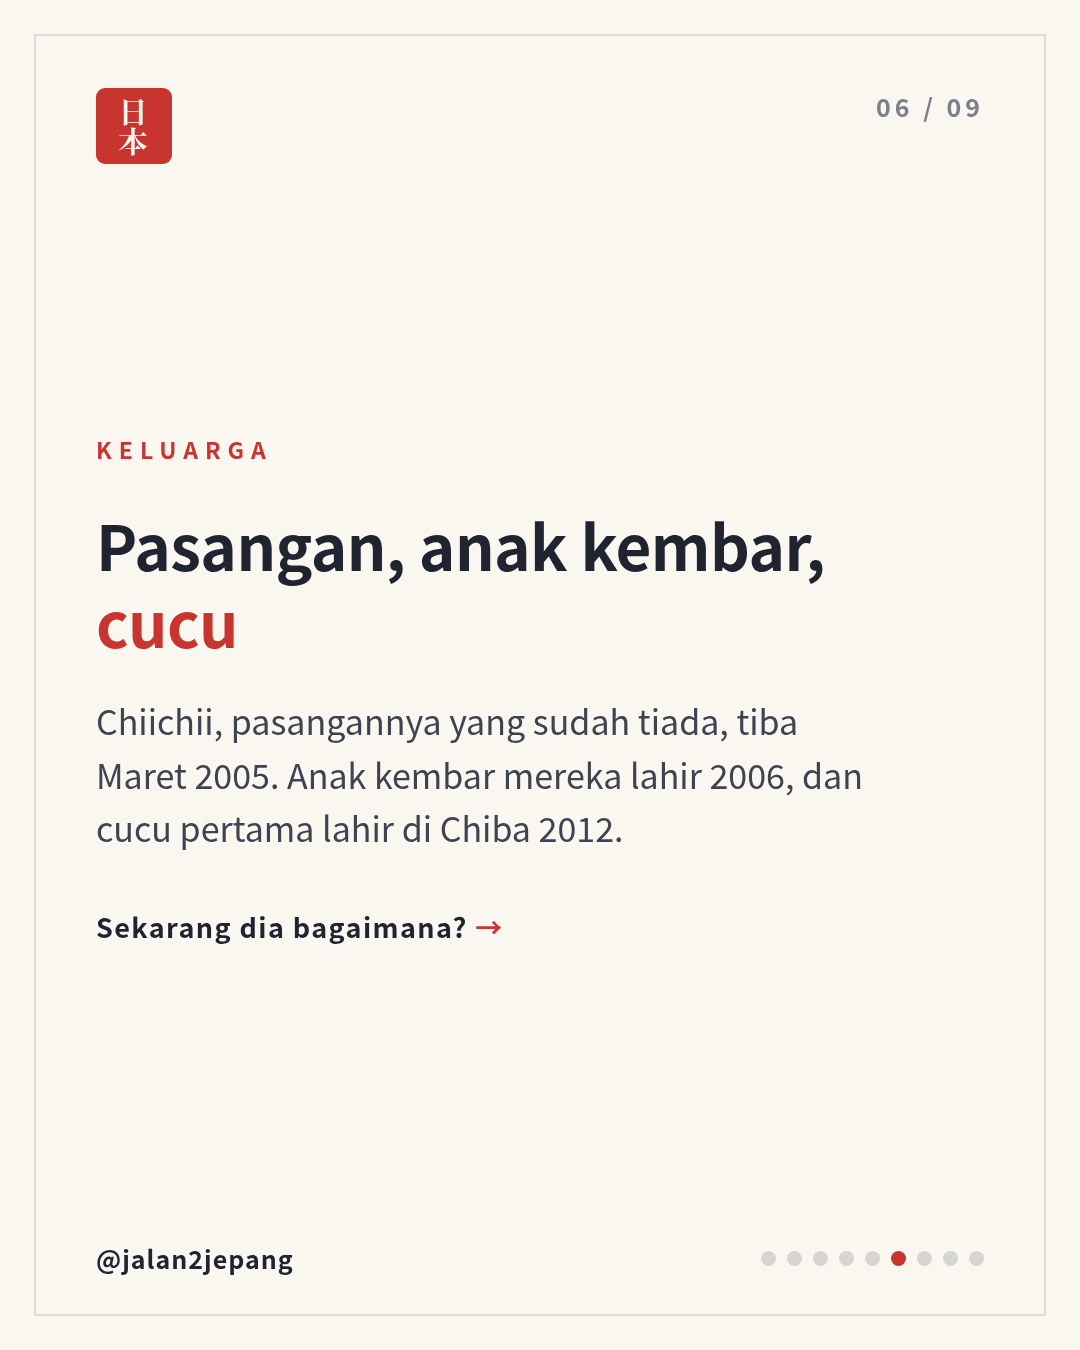 日本
06 / 09
KELUARGA
Pasangan, anak kembar,
cucu
Chiichii, pasangannya yang sudah tiada, tiba
Maret 2005. Anak kembar mereka lahir 2006, dan
cucu pertama lahir di Chiba 2012.
Sekarang dia bagaimana? →
@jalan2jepang